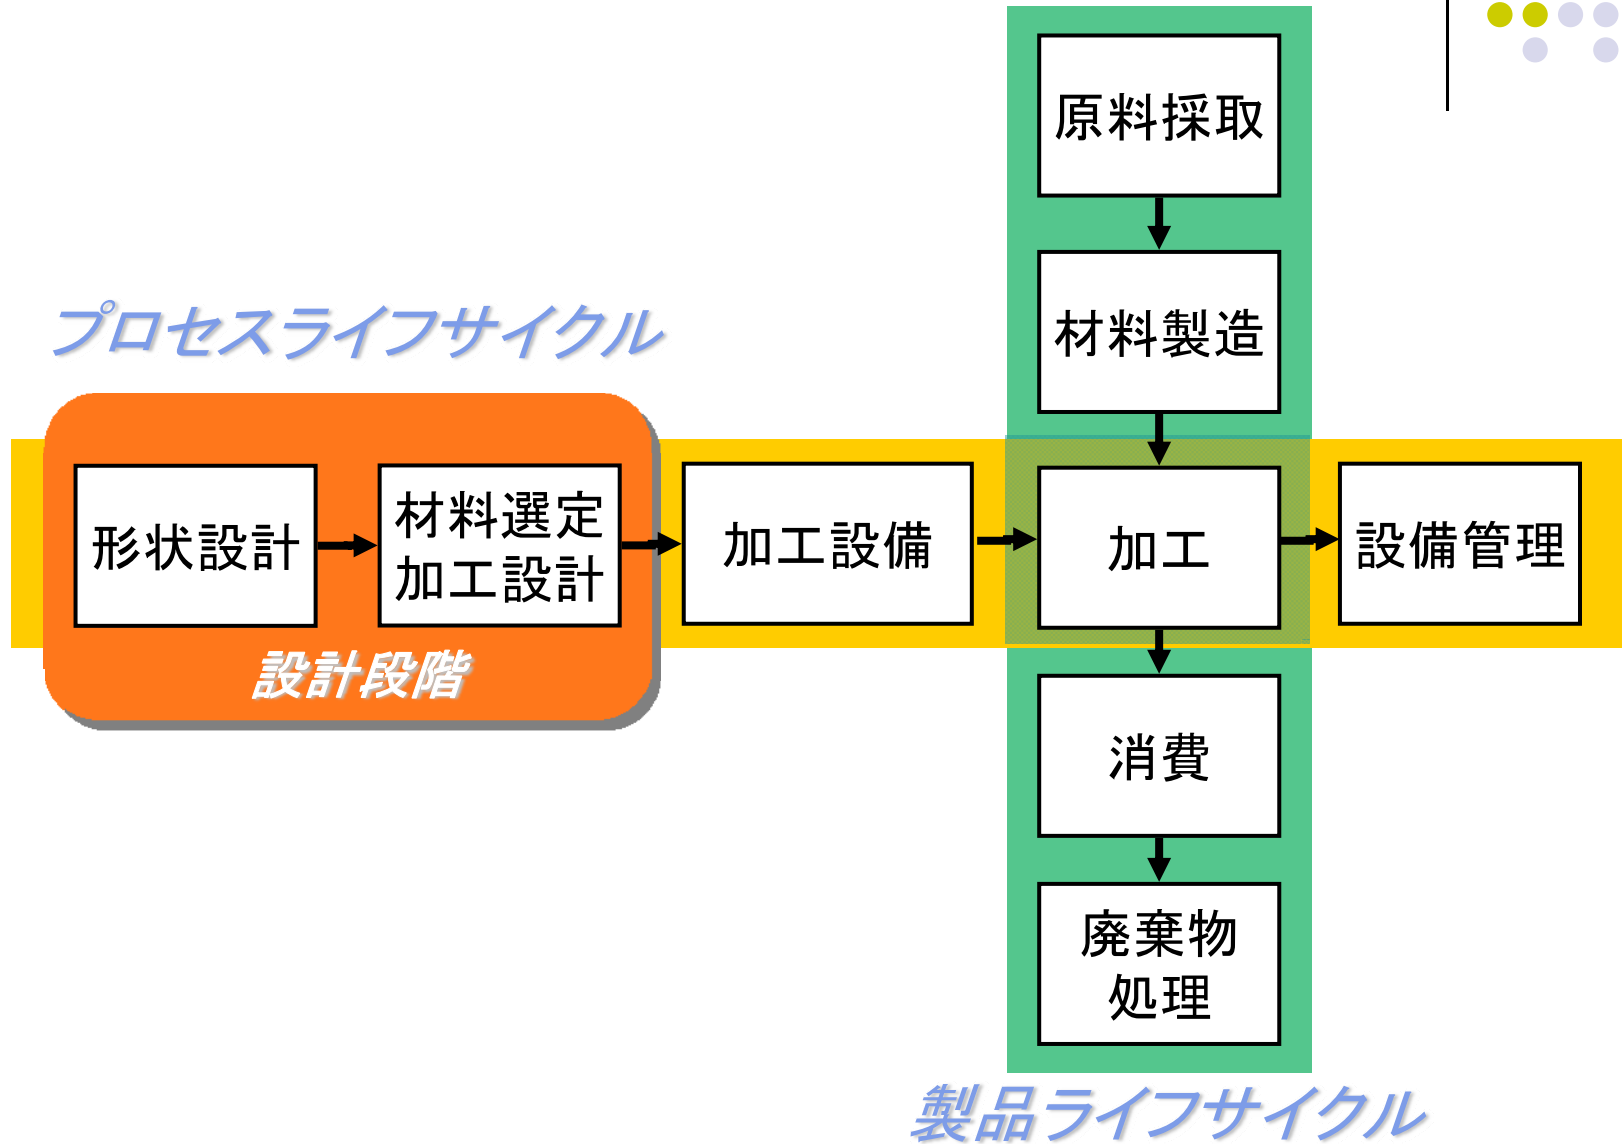 原料採取
材料製造
プロセスライフサイクル
形状設計
材料選定
加工設計
加工設備
加工
設備管理
設計段階
消費
廃棄物
処理
製品ライフサイクル